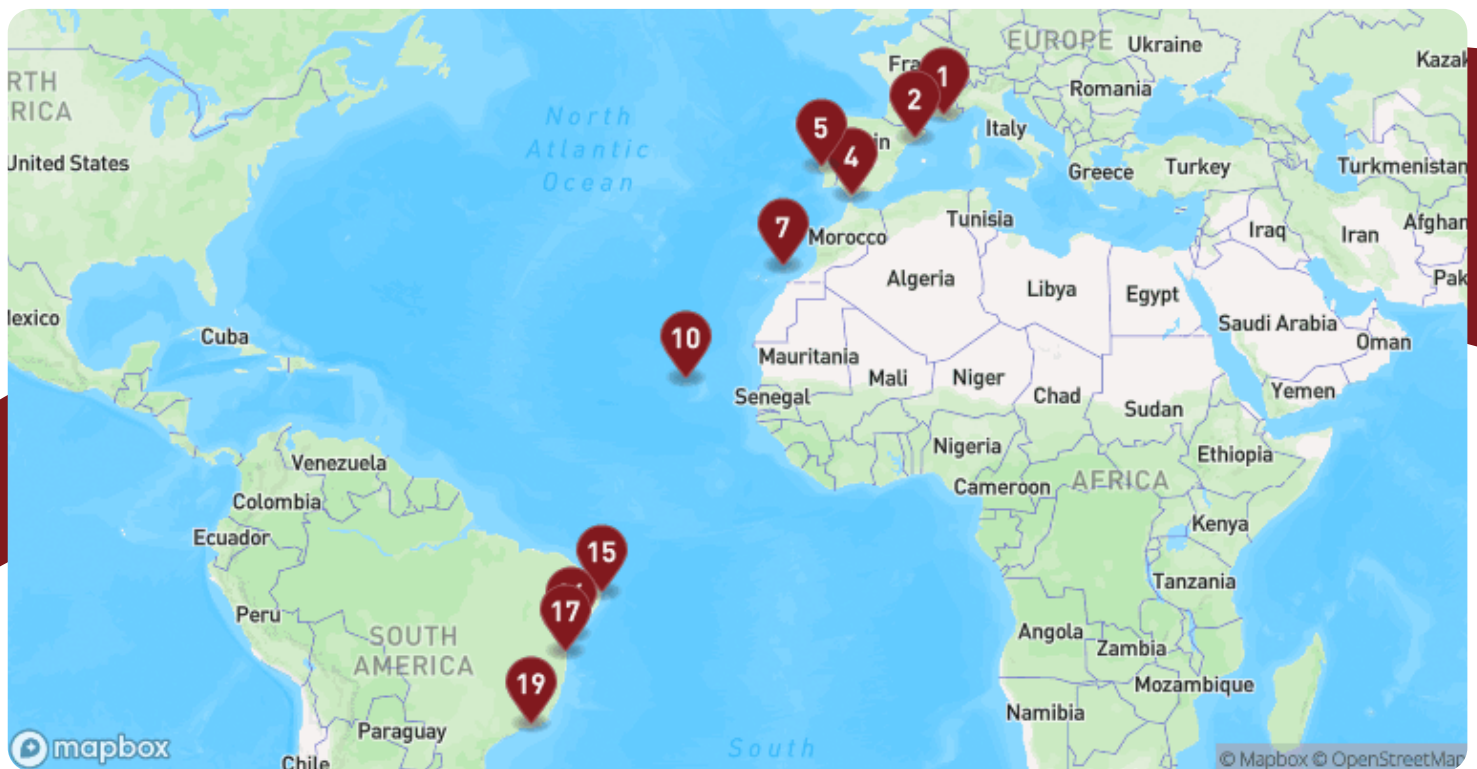 EUROPE
Ukraine
Kazak
Fra
1
RTH
RICA
Romania
2
North
Atlantic
Ocean
5
Italy
in
4
United States
Greece
Turkey
Turkmenistan
Tunisia
Afghan
7
Morocco
Iraq
Iran
Algeria
Libya
Egypt
Pak
exico
Cuba
10
Saudi Arabia
Oman
Mauritania
Mali
Niger
Chad
Yemen
Senegal
Sudan
Nigeria
Ethiopia
Venezuela
Cameroon
AFRICA
Colombia
Kenya
Ecuador
15
Tanzania
Peru
17
SOUTH
AMERICA
Angola
Zambia
19
Mozambique
Namibia
Paraguay
South
mapbox
Chile
© Mapbox © OpenStreetMap